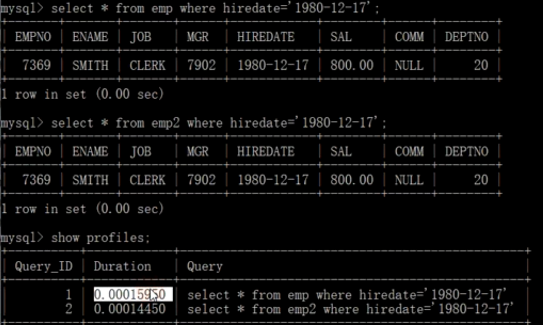 mysql> select * from emp where hiredate='1980-12-17';
| EMPNO | ENAME | JOB | MGR | HIREDATE | SAL | COMM | DEPTNO |
| 7369 | SMITH | CLERK | 7902 | 1980-12-17 | 800.00 | NULL | 20 |
1 row in set (0.00 sec)
mysql> select * from emp2 where hiredate='1980-12-17';
| EMPNO | ENAME | JOB | MGR | HIREDATE | SAL | COMM | DEPTNO |
| 7369 | SMITH | CLERK | 7902 | 1980-12-17 | 800.00 | NULL | 20 |
1 row in set (0.00 sec)
mysql> show profiles;
| Query_ID | Duration | Query
| 1 | 0.00015950 | select * from emp where hiredate='1980-12-17'
| 2 | 0.00014450 | select * from emp2 where hiredate='1980-12-17'